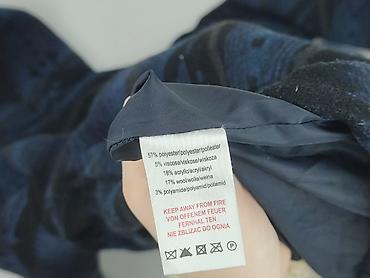 57% polyester/polyester/poliester
5% viscose/viskose/wiskoza
18% acrylic/acryl/akryl
17% wool/wolle/wełna
3% polyamide/polyamid/poliamid
KEEP AWAY FROM FIRE
VON OFFENEM FEUER
FERNHALTEN
NIE ZBLIŻAĆ DO OGNIA
P